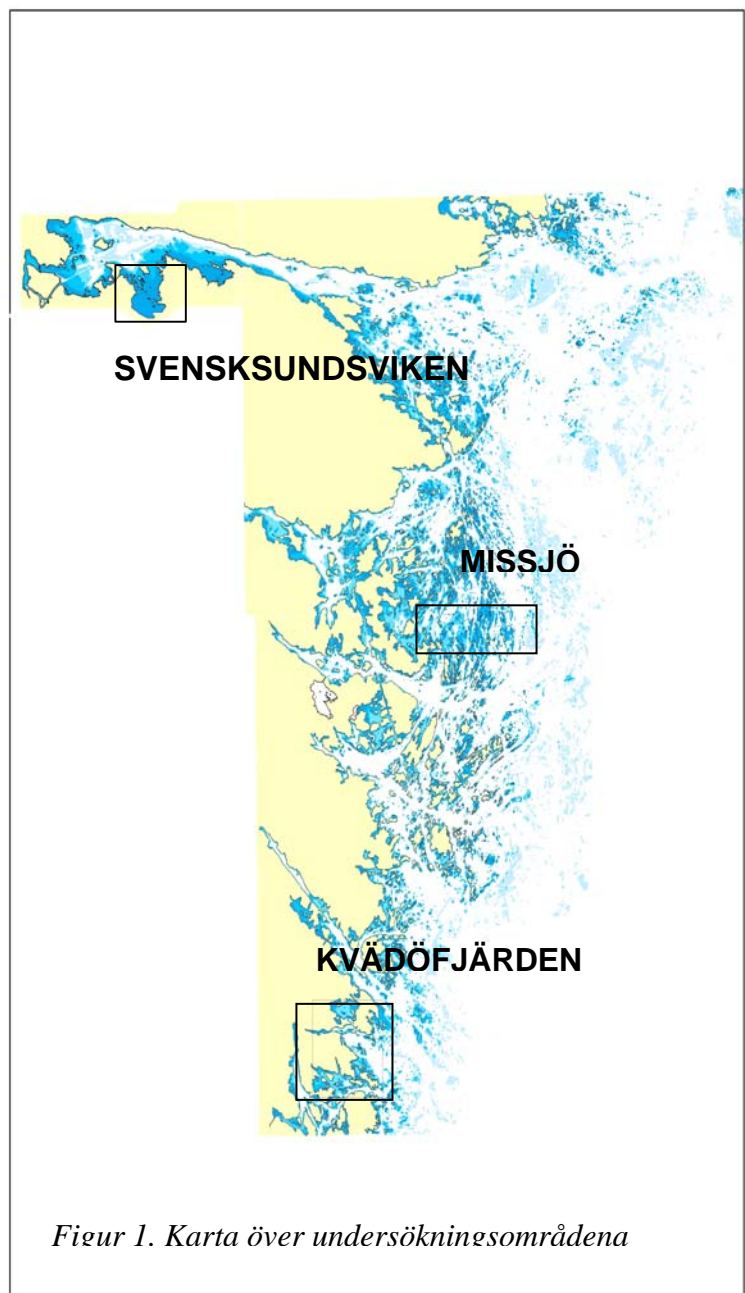 SVENSKSUNDSVIKEN
MISSJÖ
KVÄDÖFJÄRDEN
Figur 1. Karta över undersökningsområdena